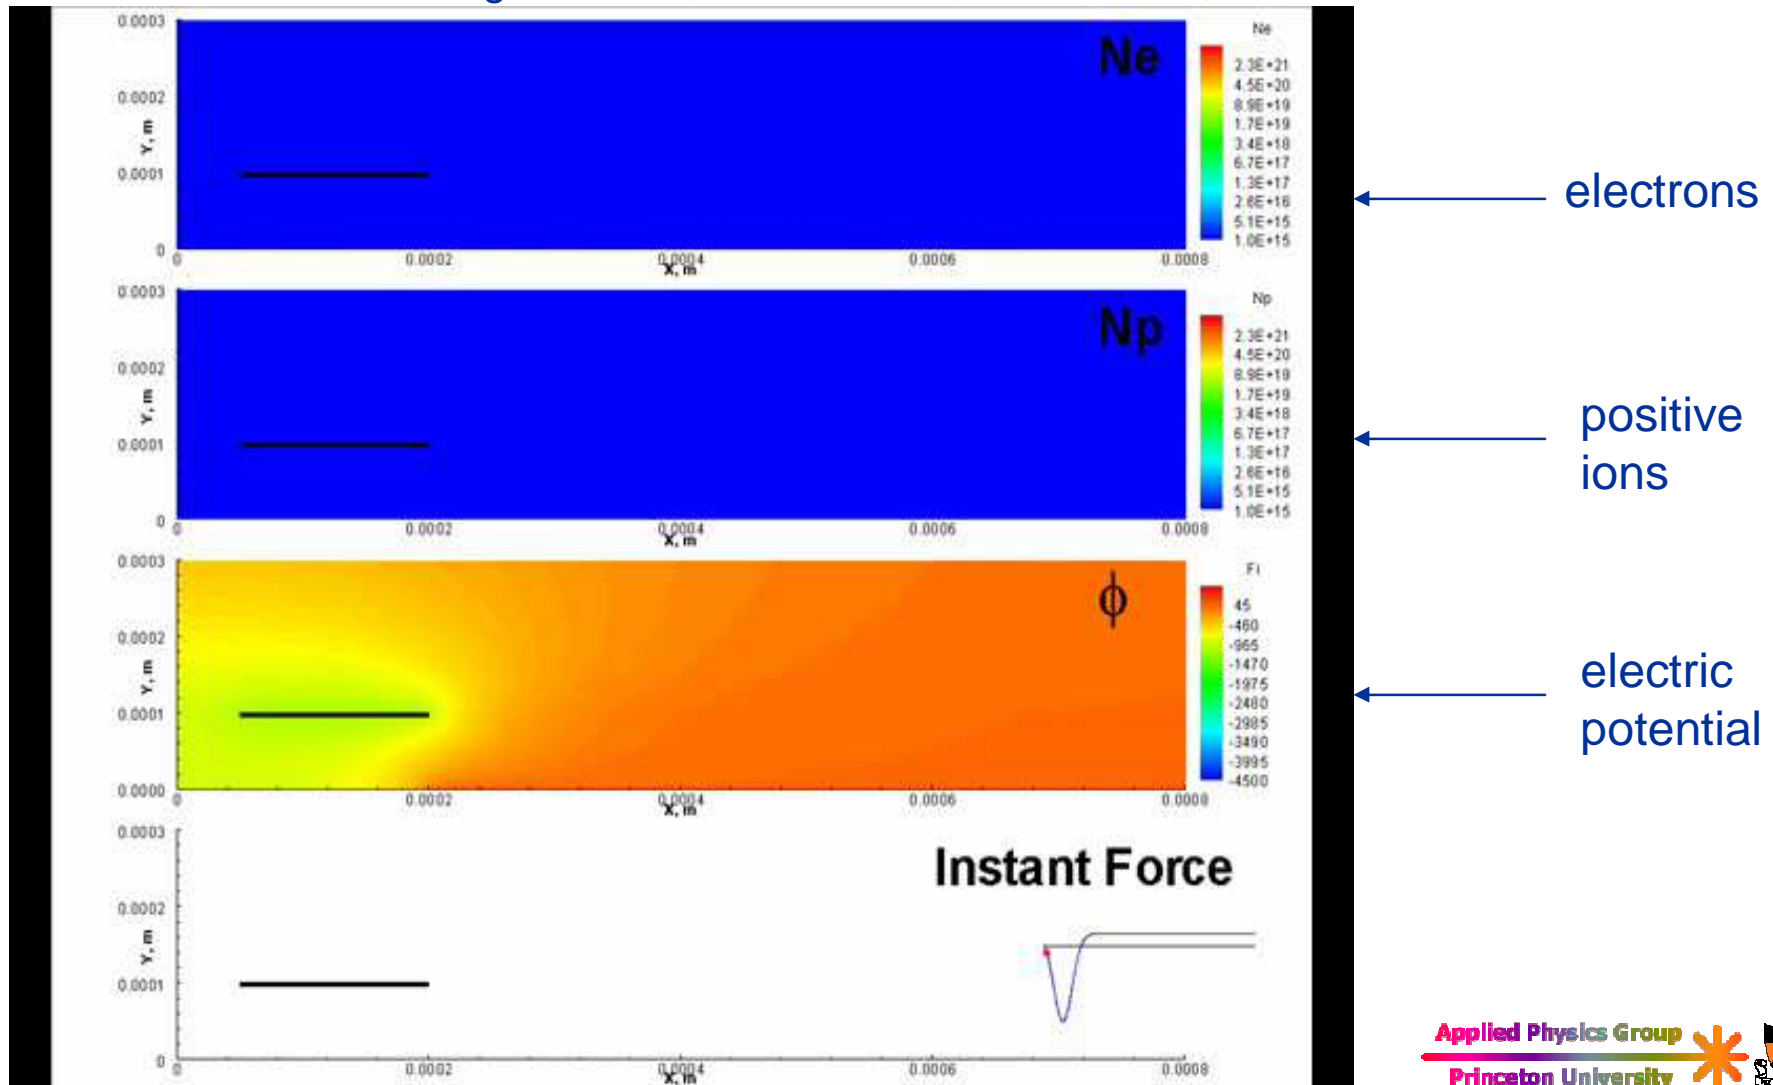 Ne
Ne
2.3E+21
4.5E+20
8.9E+19
1.7E+19
3.4E+18
6.7E+17
1.3E+17
2.6E+16
5.1E+15
1.0E+15
0.0003
0.0002
0.0001
0
Y, m
0
0.0002
0.0004
0.0006
0.0008
X, m
electrons
Np
Np
2.3E+21
4.5E+20
8.9E+19
1.7E+19
3.4E+18
6.7E+17
1.3E+17
2.6E+16
5.1E+15
1.0E+15
0.0003
0.0002
0.0001
0
Y, m
0
0.0002
0.0004
0.0006
0.0008
X, m
positive
ions
ϕ
Fi
45
-460
-965
-1470
-1975
-2480
-2985
-3490
-3995
-4500
0.0003
0.0002
0.0001
0.0000
Y, m
0
0.0002
0.0004
0.0006
0.0008
X, m
electric
potential
Instant Force
0.0003
0.0002
0.0001
0
Y, m
0
0.0002
0.0004
0.0006
0.0008
X, m
Applied Physics Group
Princeton University